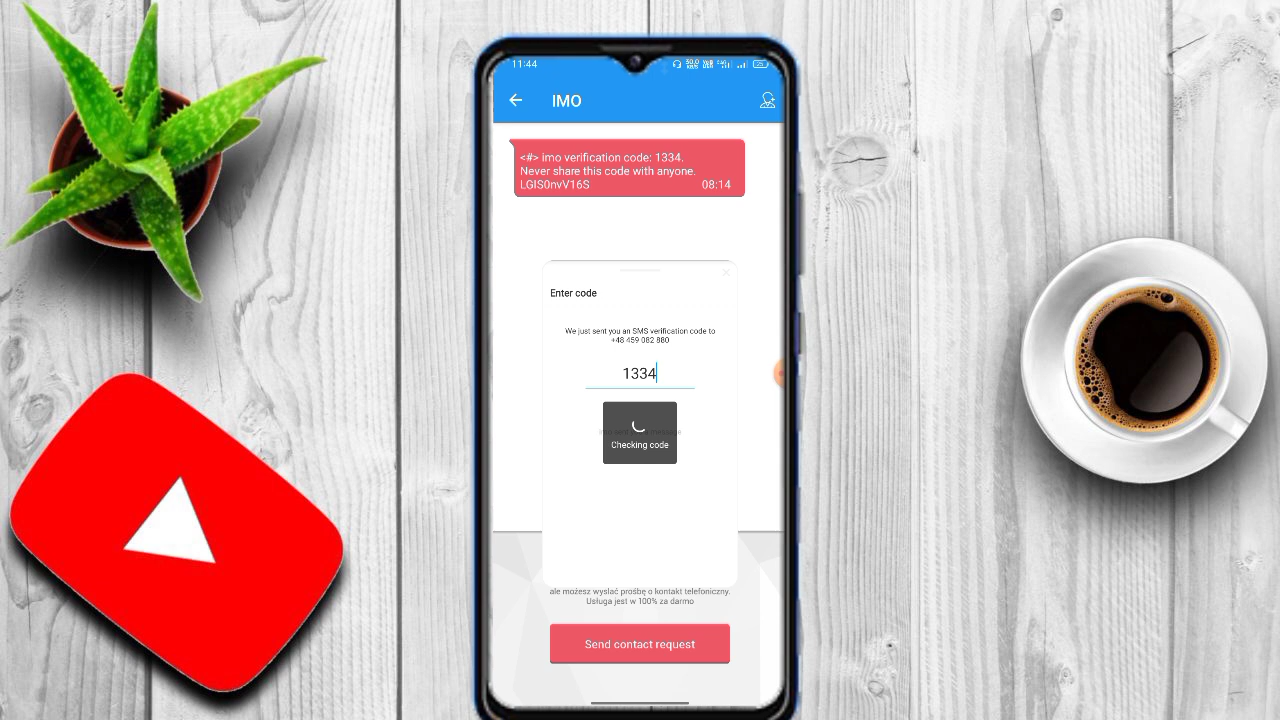 11:44
IMO
<#> imo verification code: 1334.
Never share this code with anyone.
LGIS0nvV16S 08:14
Enter code
We just sent you an SMS verification code to
+48 459 082 880
1334
Checking code
ale możesz wysłać prośbę o kontakt telefoniczny.
Usługa jest w 100% za darmo
Send contact request